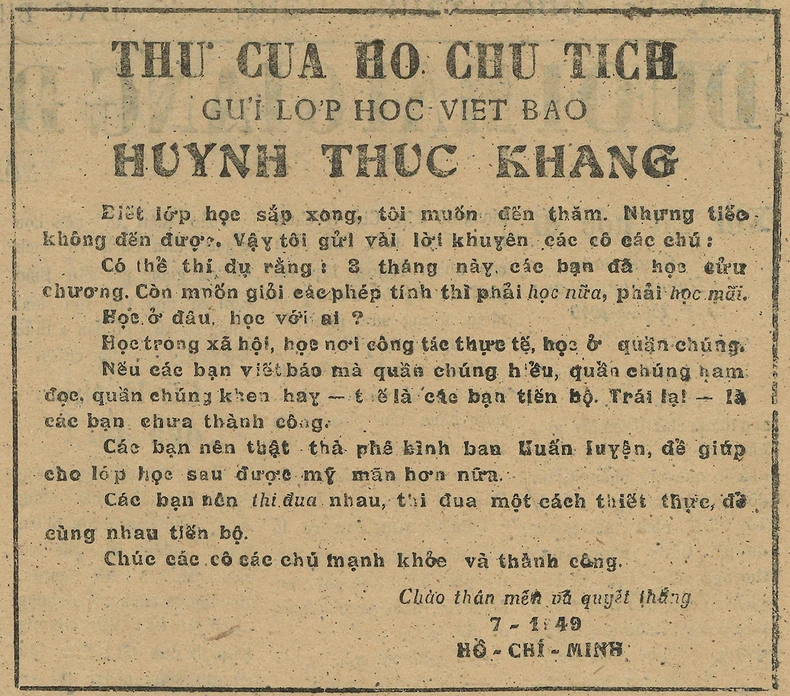 THƯ CUA HO CHU TICH
GƯI LƠP HOC VIET BAO
HUYNH THUC KHANG
Biết lớp học sắp xong, tôi muốn đến thăm. Nhưng tiếc
không đến được. Vậy tôi gửi vài lời khuyên các cô các chú:
Có thể thí dụ rằng: 3 tháng này, các bạn đã học cửu
chương. Còn muốn giỏi các phép tính thì phải học nữa, phải học mãi.
Học ở đâu, học với ai?
Học trong xã hội, học nơi công tác thực tế, học ở quần chúng.
Nếu các bạn viết báo mà quần chúng hiểu, quần chúng ham
đọc, quần chúng khen hay — thế là các bạn tiến bộ. Trái lại — là
các bạn chưa thành công.
Các bạn nên thật thà phê bình ban Huấn luyện, để giúp
cho lớp học sau được mỹ mãn hơn nữa.
Các bạn nên thi đua nhau, thi đua một cách thiết thực, để
cùng nhau tiến bộ.
Chúc các cô các chú mạnh khỏe và thành công.
Chào thân mến và quyết thắng
7 - 1: 49
HỒ - CHÍ - MINH